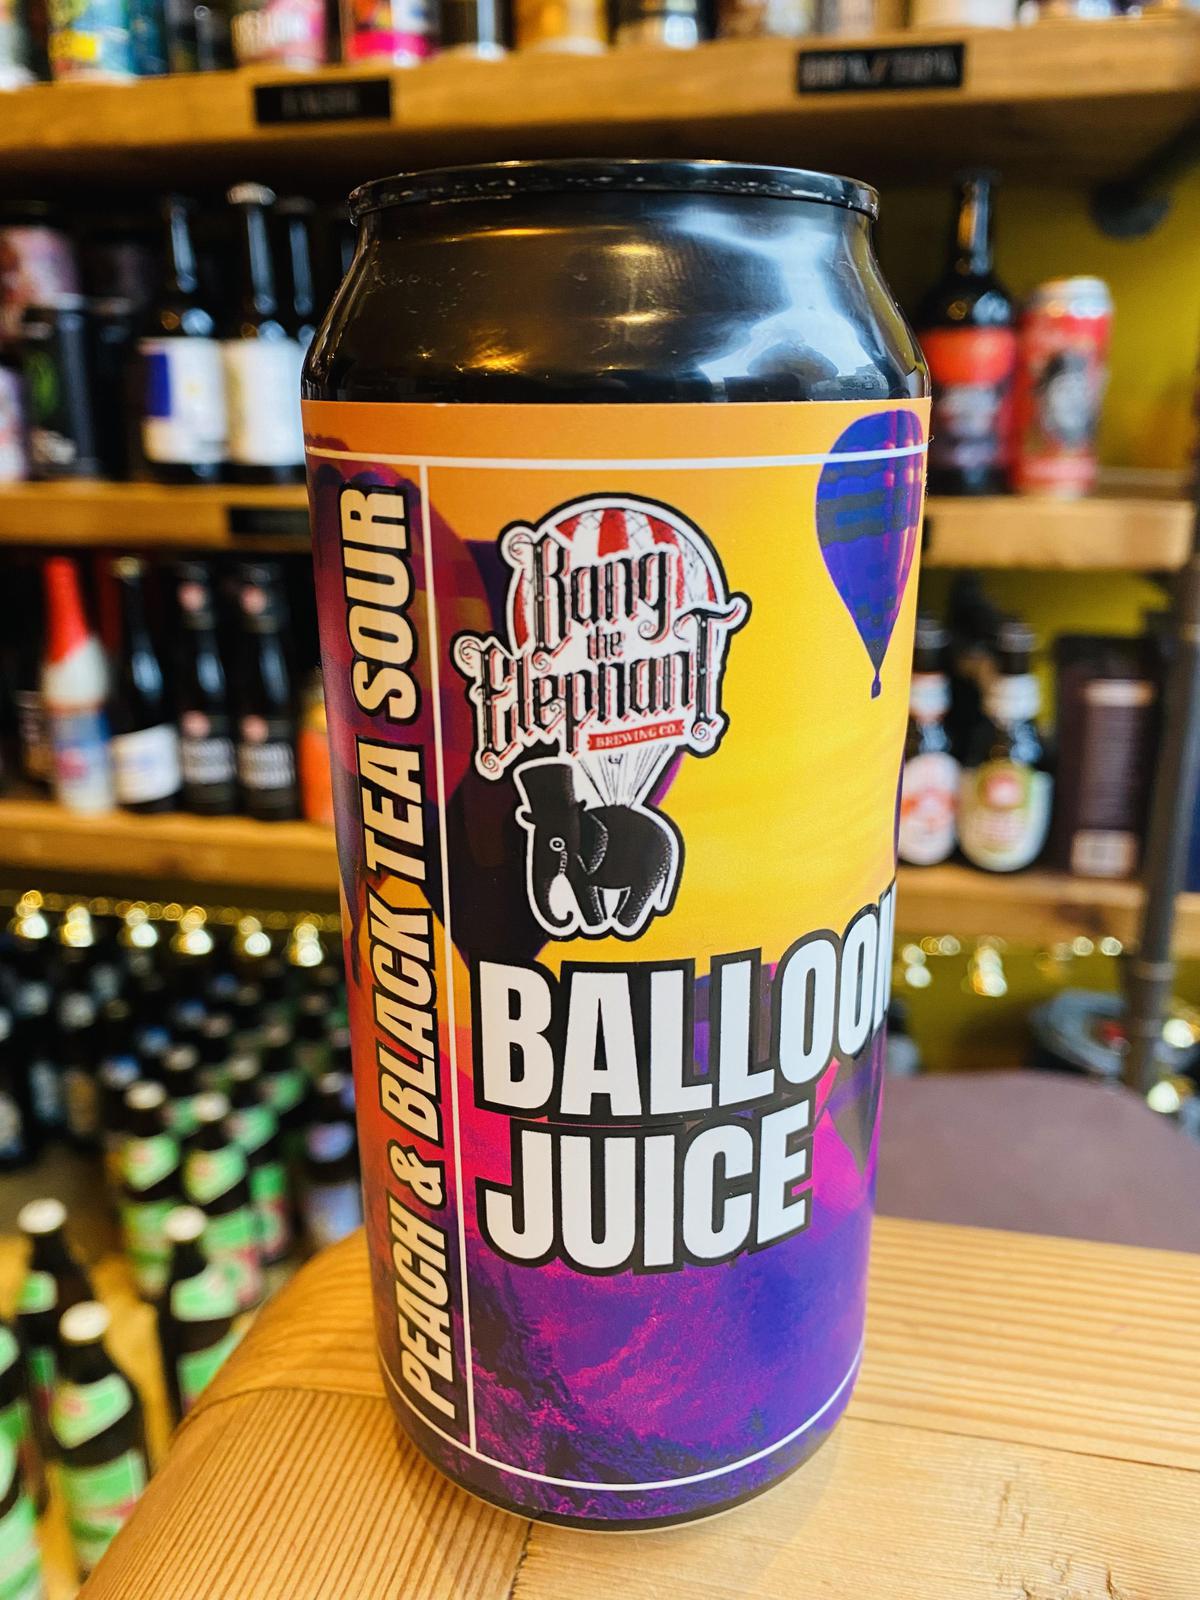 Bang
the
Elephant
BREWING CO.
BALLOON
JUICE
PEACH & BLACK TEA SOUR